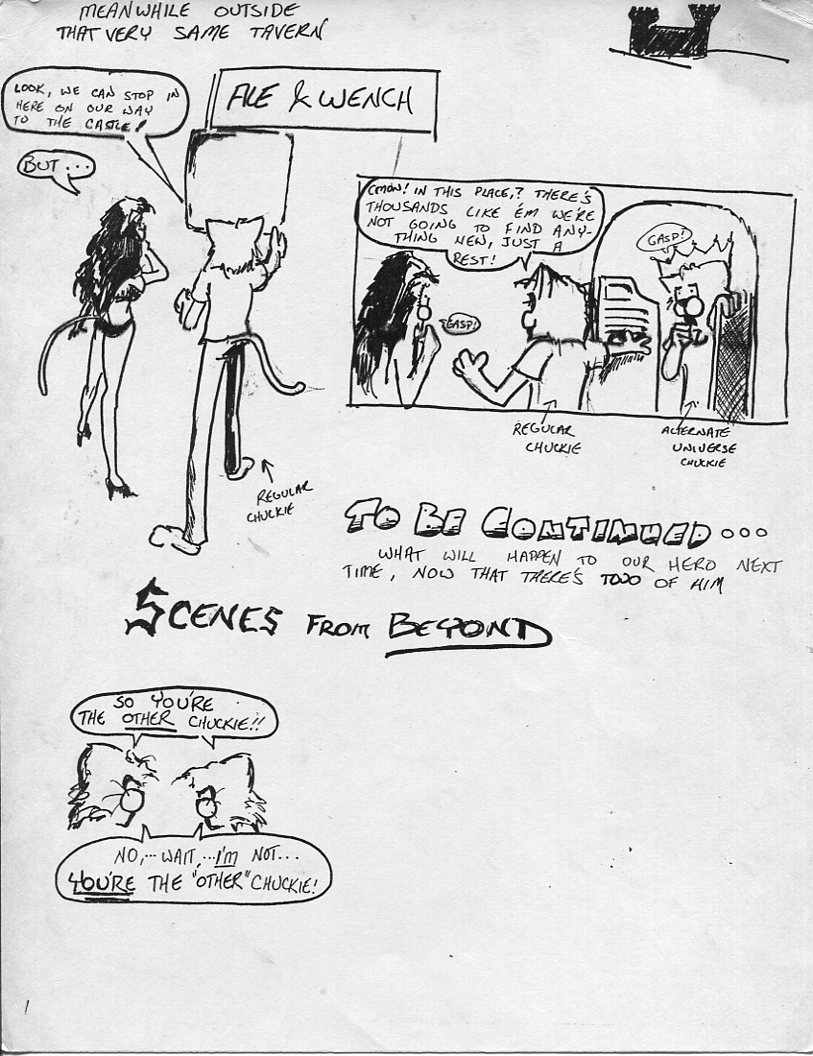 MEANWHILE OUTSIDE
THAT VERY SAME TAVERN
LOOK, WE CAN STOP IN
HERE ON OUR WAY
TO THE CASTLE!
BUT...
ALE & WENCH
REGULAR
CHUCKIE
C'MON! IN THIS PLACE,? THERE'S
THOUSANDS LIKE 'EM WE'RE
NOT GOING TO FIND ANY-
THING NEW, JUST A
REST!
GASP!
GASP!
REGULAR
CHUCKIE
ALTERNATE
UNIVERSE
CHUCKIE
TO BE CONTINUED...
WHAT WILL HAPPEN TO OUR HERO NEXT
TIME, NOW THAT THERE'S TWO OF HIM
SCENES FROM BEYOND
SO YOU'RE
THE OTHER CHUCKIE!!
NO,...WAIT,...I'M NOT...
YOU'RE THE "OTHER" CHUCKIE!
1